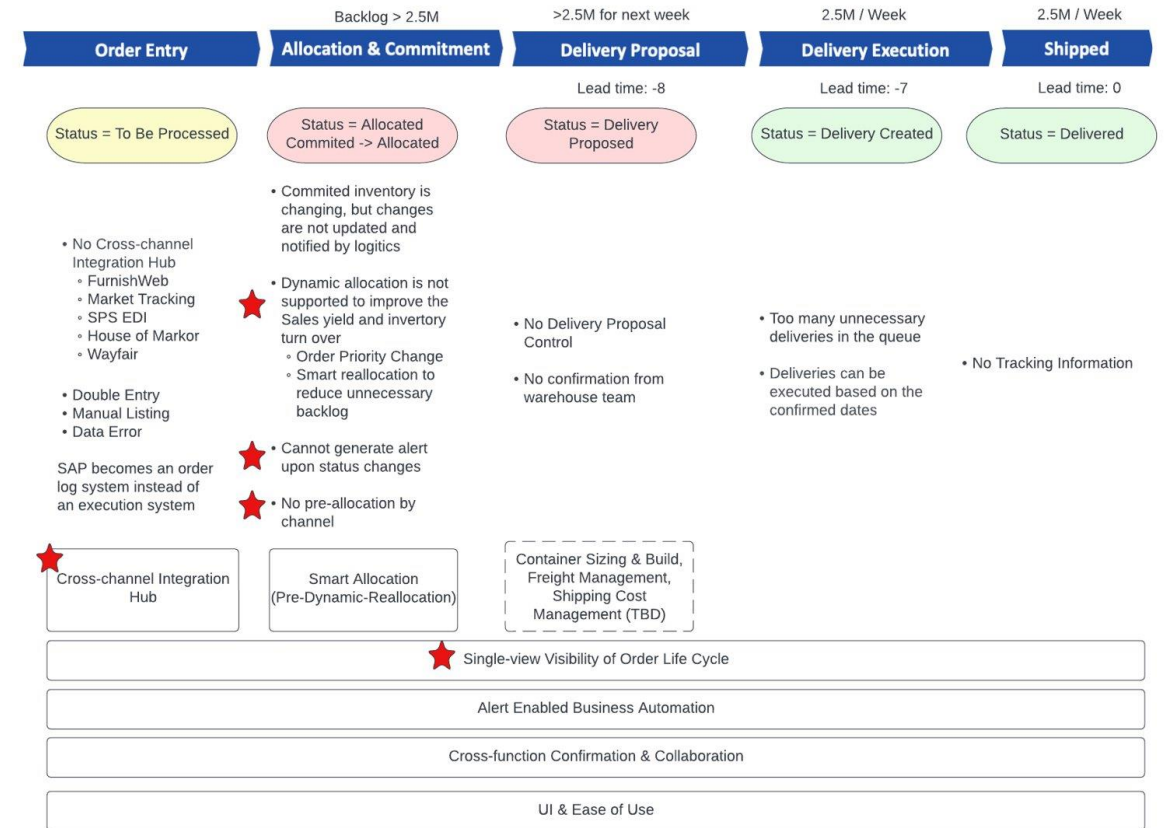 Backlog > 2.5M
>2.5M for next week
2.5M / Week
2.5M / Week
Order Entry
Allocation & Commitment
Delivery Proposal
Delivery Execution
Shipped
Lead time: -8
Lead time: -7
Lead time: 0
Status = To Be Processed
Status = Allocated
Commited -> Allocated
Status = Delivery
Proposed
Status = Delivery Created
Status = Delivered
• No Cross-channel
Integration Hub
◦ FurnishWeb
◦ Market Tracking
◦ SPS EDI
◦ House of Markor
◦ Wayfair
• Double Entry
• Manual Listing
• Data Error
SAP becomes an order
log system instead of
an execution system
• Commited inventory is
changing, but changes
are not updated and
notified by logitics
• Dynamic allocation is not
supported to improve the
Sales yield and invertory
turn over
◦ Order Priority Change
◦ Smart reallocation to
reduce unnecessary
backlog
• Cannot generate alert
upon status changes
• No pre-allocation by
channel
• No Delivery Proposal
Control
• No confirmation from
warehouse team
• Too many unnecessary
deliveries in the queue
• Deliveries can be
executed based on the
confirmed dates
• No Tracking Information
Cross-channel Integration
Hub
Smart Allocation
(Pre-Dynamic-Reallocation)
Container Sizing & Build,
Freight Management,
Shipping Cost
Management (TBD)
Single-view Visibility of Order Life Cycle
Alert Enabled Business Automation
Cross-function Confirmation & Collaboration
UI & Ease of Use